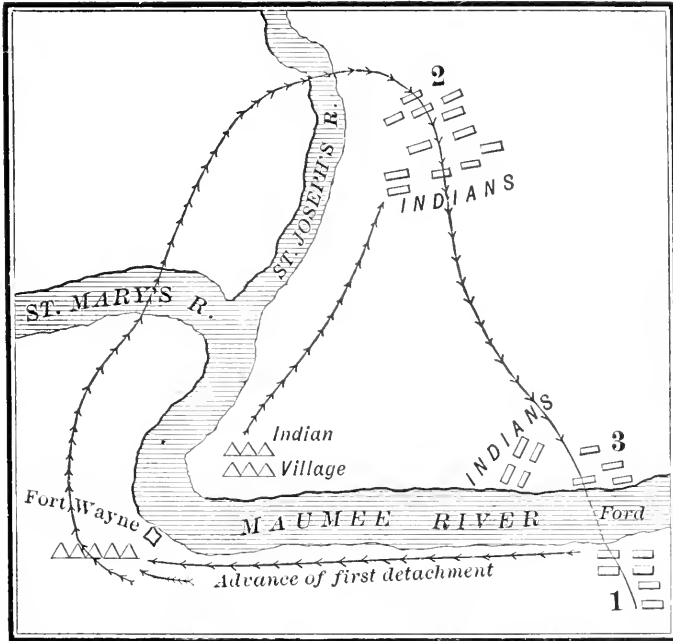 2
INDIANS
ST. JOSEPH'S R.
ST. MARY'S R.
Indian
Village
INDIANS
3
Fort Wayne
MAUMEE RIVER
Ford
Advance of first detachment
1